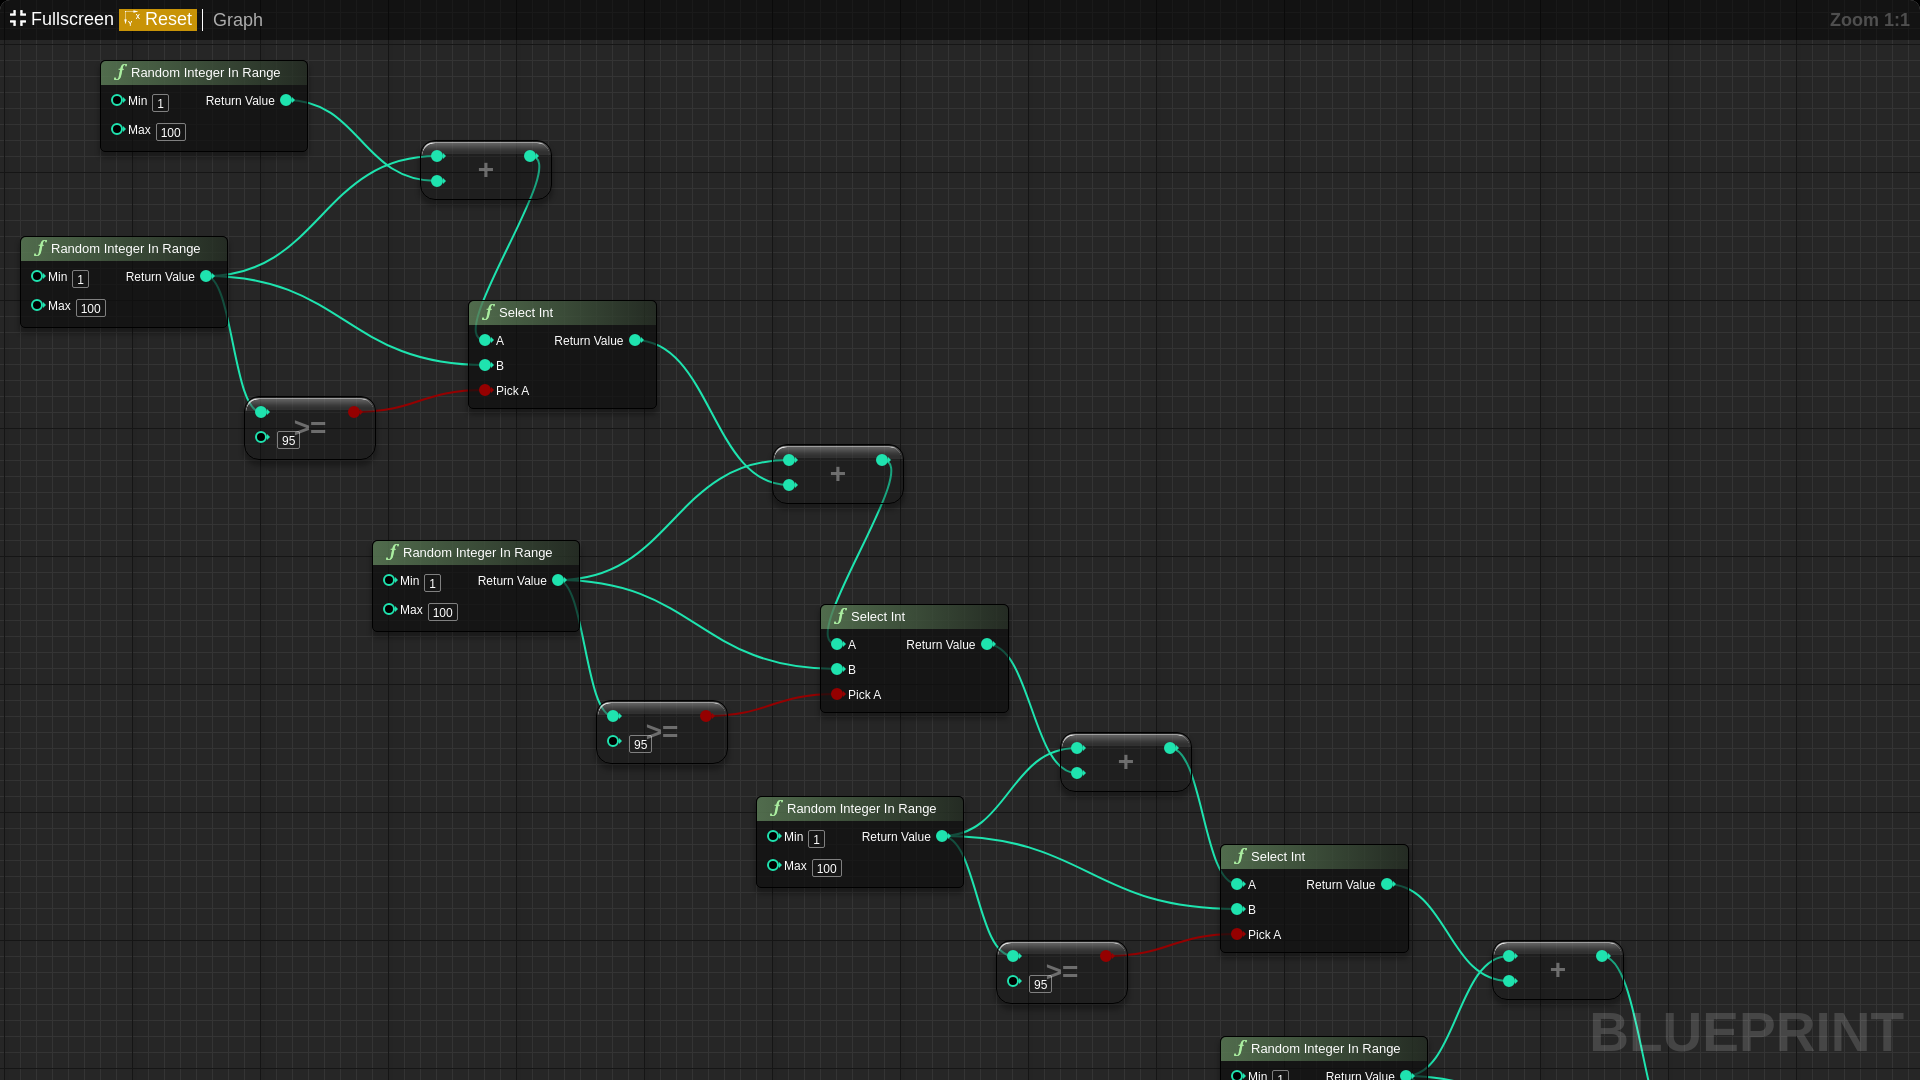 Fullscreen Reset Graph Zoom 1:1
f Random Integer In Range
Min 1 Return Value
Max 100
+
f Random Integer In Range
Min 1 Return Value
Max 100
f Select Int
A Return Value
B
Pick A
>=
95
+
f Random Integer In Range
Min 1 Return Value
Max 100
f Select Int
A Return Value
B
Pick A
>=
95
+
f Random Integer In Range
Min 1 Return Value
Max 100
f Select Int
A Return Value
B
Pick A
>=
95
+
BLUEPRINT
f Random Integer In Range
Min 1 Return Value